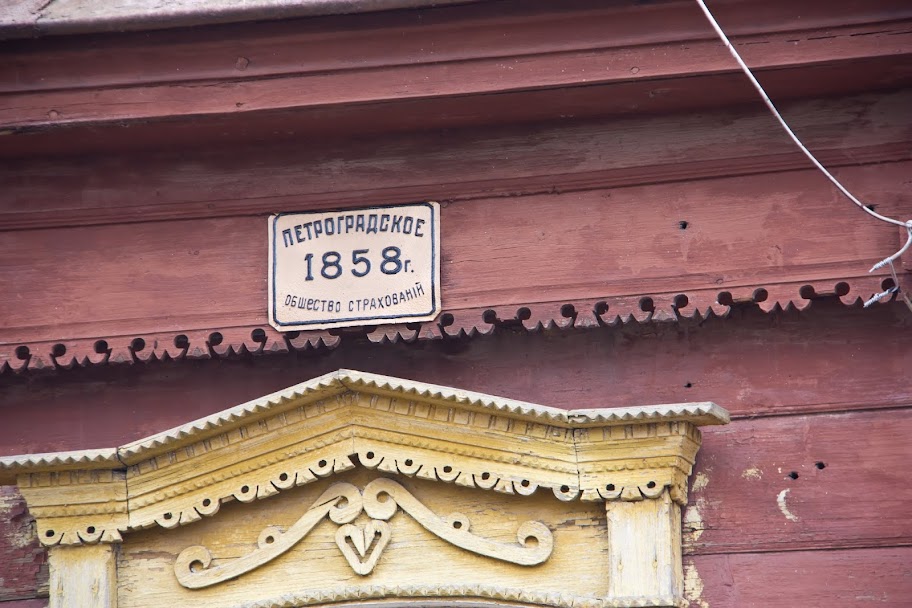 ПЕТРОГРАДСКОЕ
1858г.
ОБЩЕСТВО СТРАХОВАНІЙ